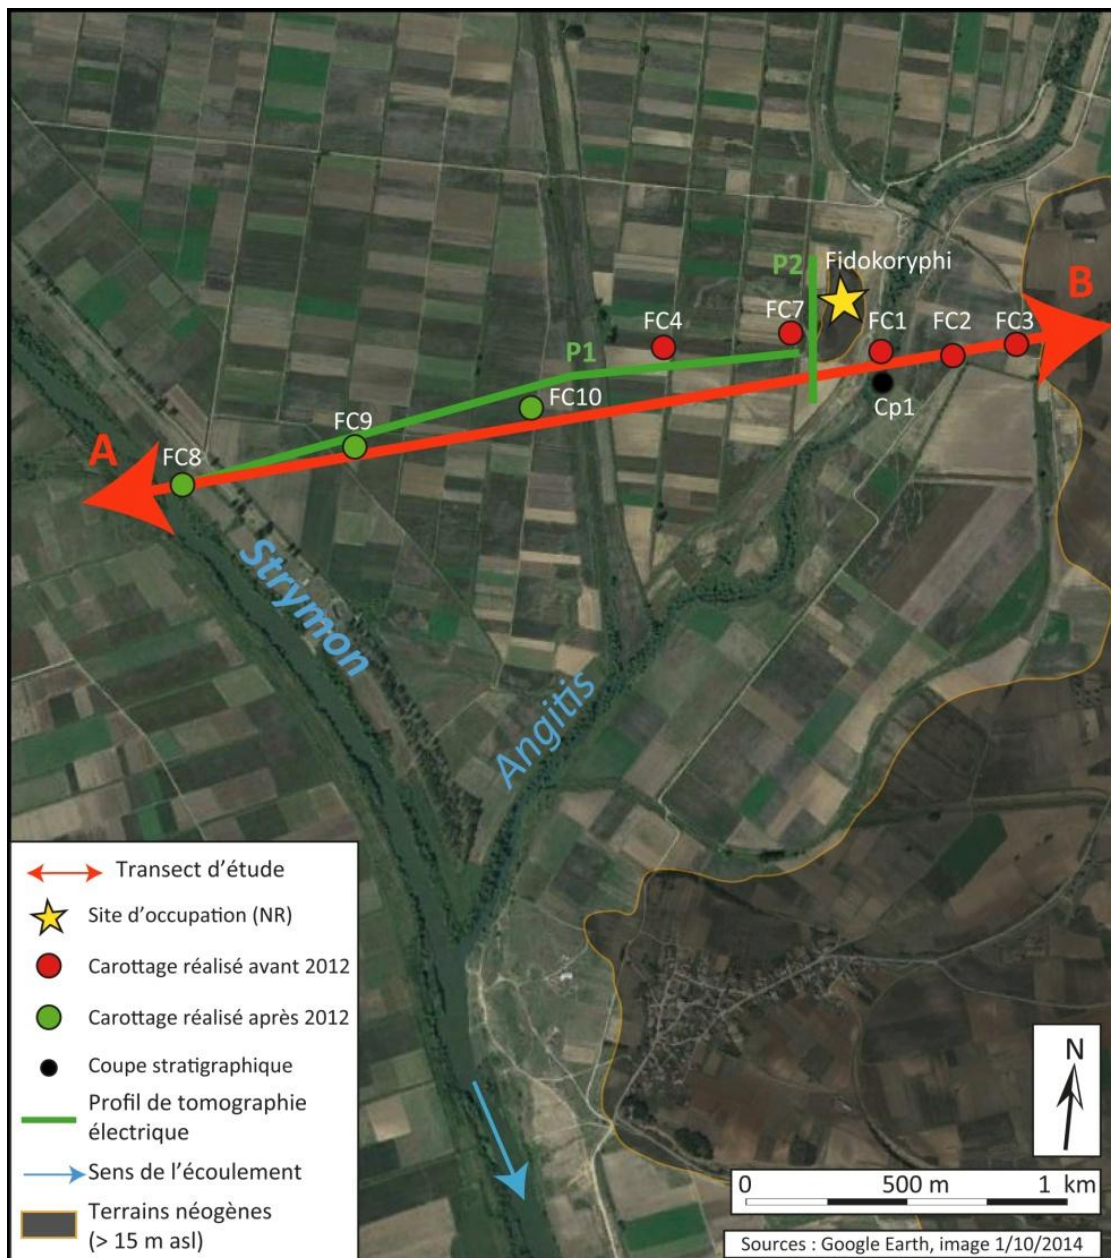 Fidokoryphi
P2
B
FC7
FC4
FC1
FC2
FC3
P1
Cp1
FC10
FC9
A
FC8
Strymon
Angitis
Transect d'étude
Site d'occupation (NR)
Carottage réalisé avant 2012
Carottage réalisé après 2012
Coupe stratigraphique
Profil de tomographie
électrique
Sens de l'écoulement
Terrains néogènes
(> 15 m asl)
N
0 500 m 1 km
Sources : Google Earth, image 1/10/2014